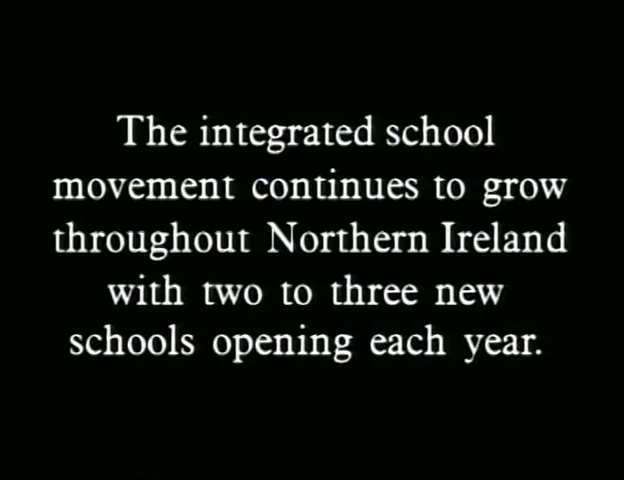 The integrated school
movement continues to grow
throughout Northern Ireland
with two to three new
schools opening each year.